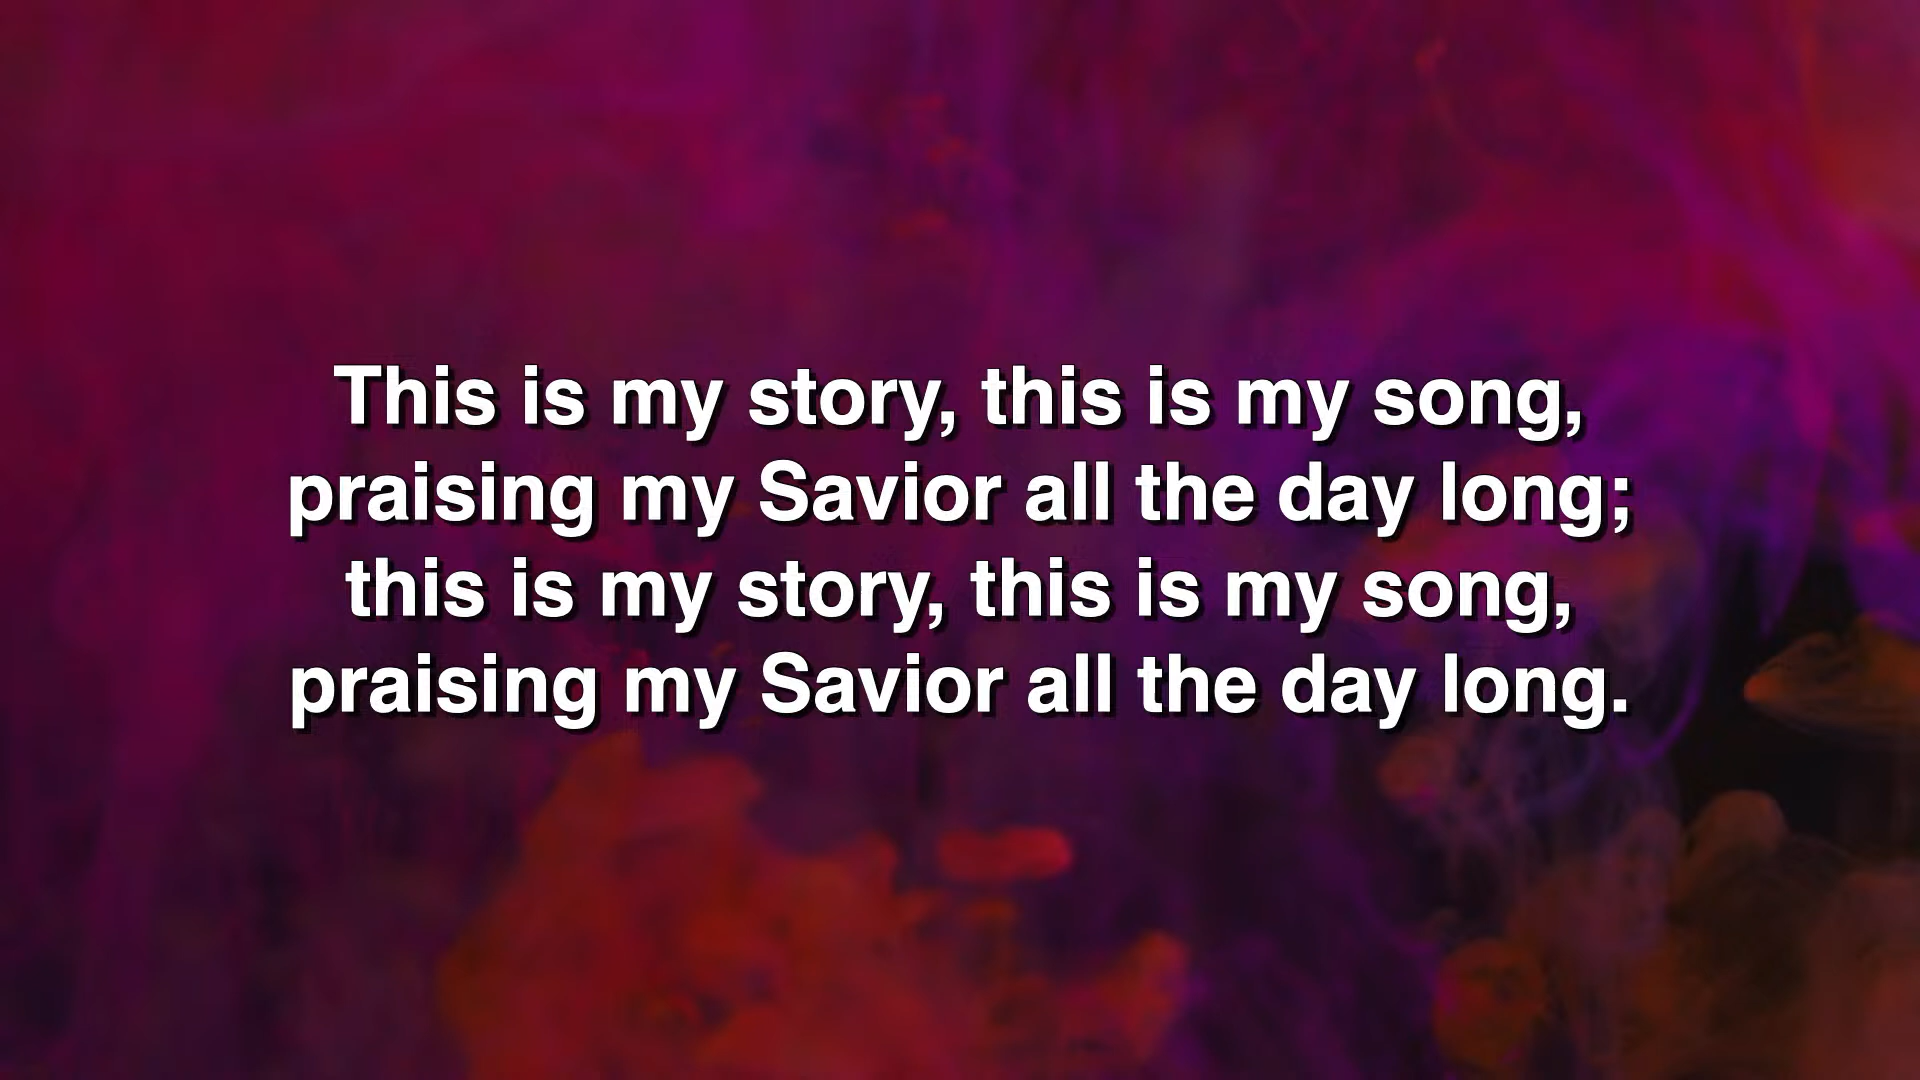 This is my story, this is my song,
praising my Savior all the day long;
this is my story, this is my song,
praising my Savior all the day long.